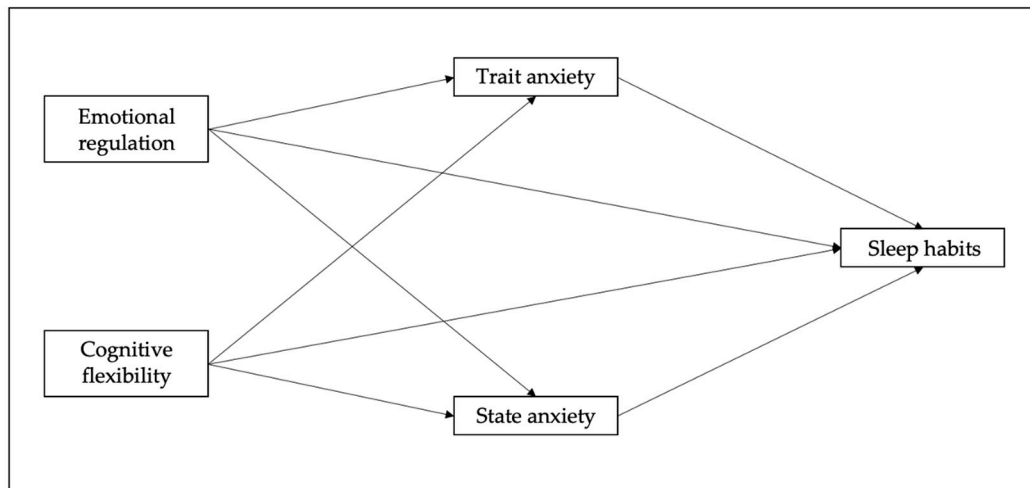 Trait anxiety
Emotional
regulation
Sleep habits
Cognitive
flexibility
State anxiety